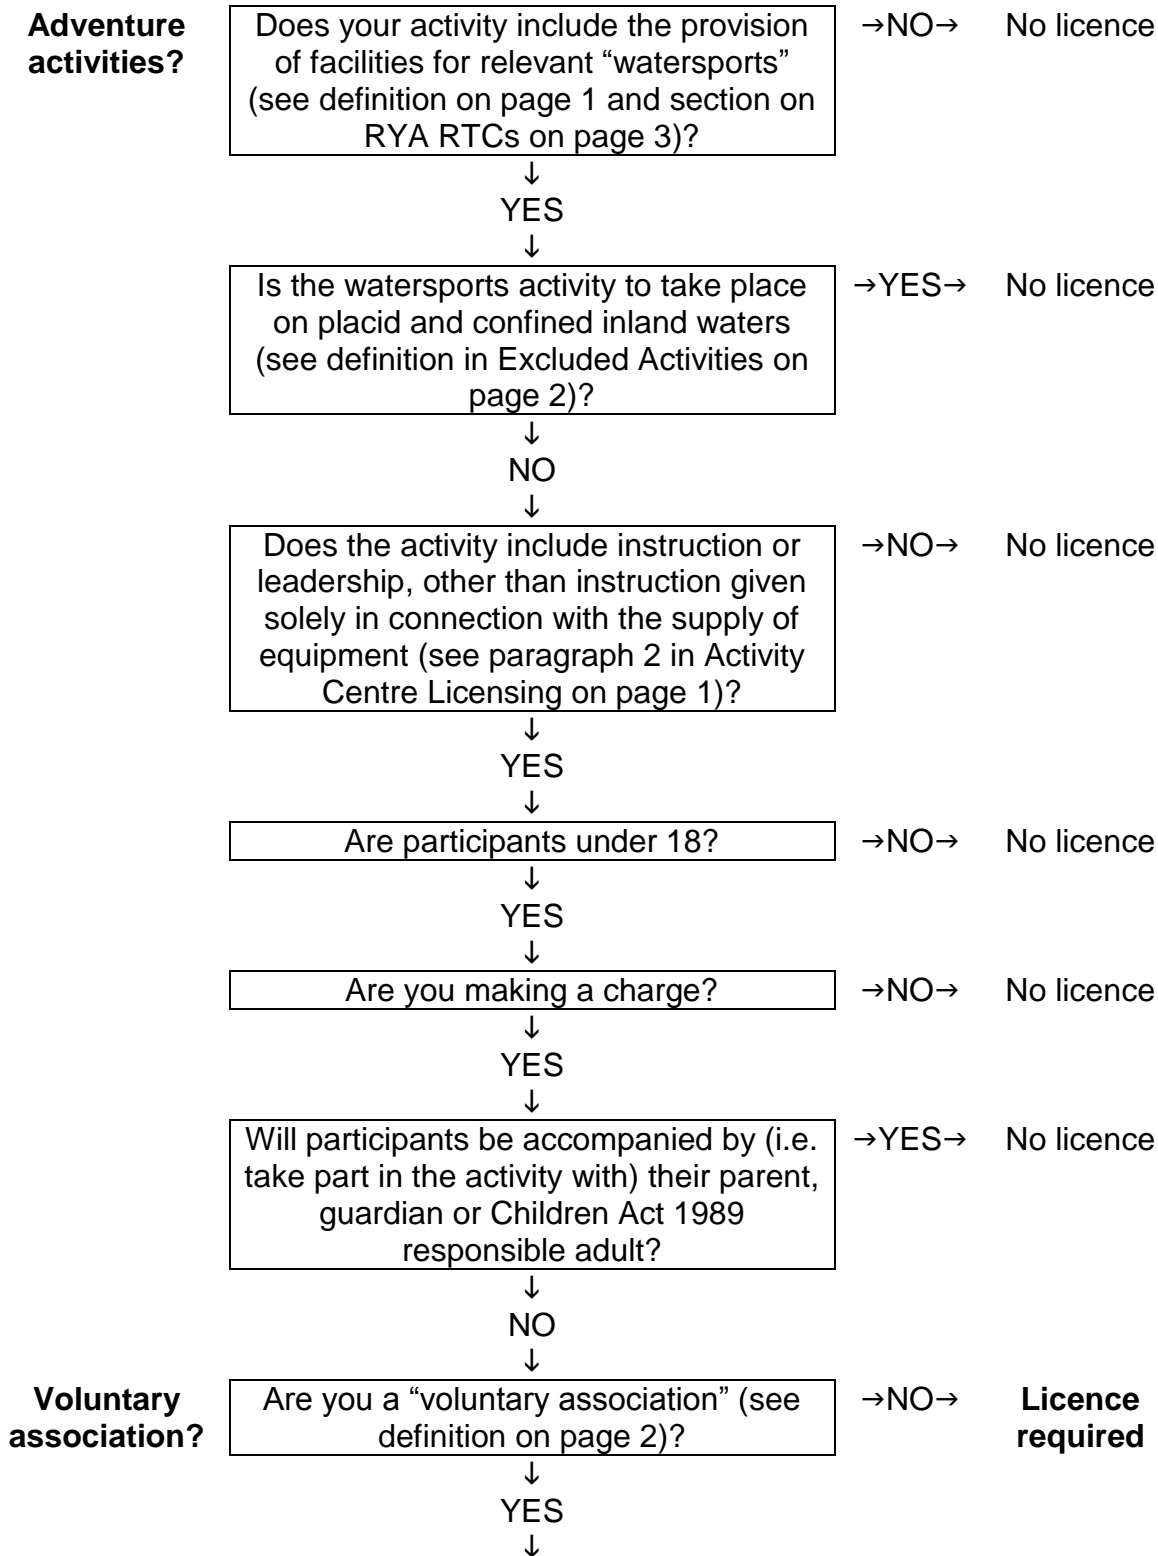 Adventure
activities?
Does your activity include the provision
of facilities for relevant “watersports”
(see definition on page 1 and section on
RYA RTCs on page 3)?
→NO→ No licence
↓
YES
↓
Is the watersports activity to take place
on placid and confined inland waters
(see definition in Excluded Activities on
page 2)?
→YES→ No licence
↓
NO
↓
Does the activity include instruction or
leadership, other than instruction given
solely in connection with the supply of
equipment (see paragraph 2 in Activity
Centre Licensing on page 1)?
→NO→ No licence
↓
YES
↓
Are participants under 18?
→NO→ No licence
↓
YES
↓
Are you making a charge?
→NO→ No licence
↓
YES
↓
Will participants be accompanied by (i.e.
take part in the activity with) their parent,
guardian or Children Act 1989
responsible adult?
→YES→ No licence
↓
NO
↓
Voluntary
association?
Are you a “voluntary association” (see
definition on page 2)?
→NO→ Licence
required
↓
YES
↓